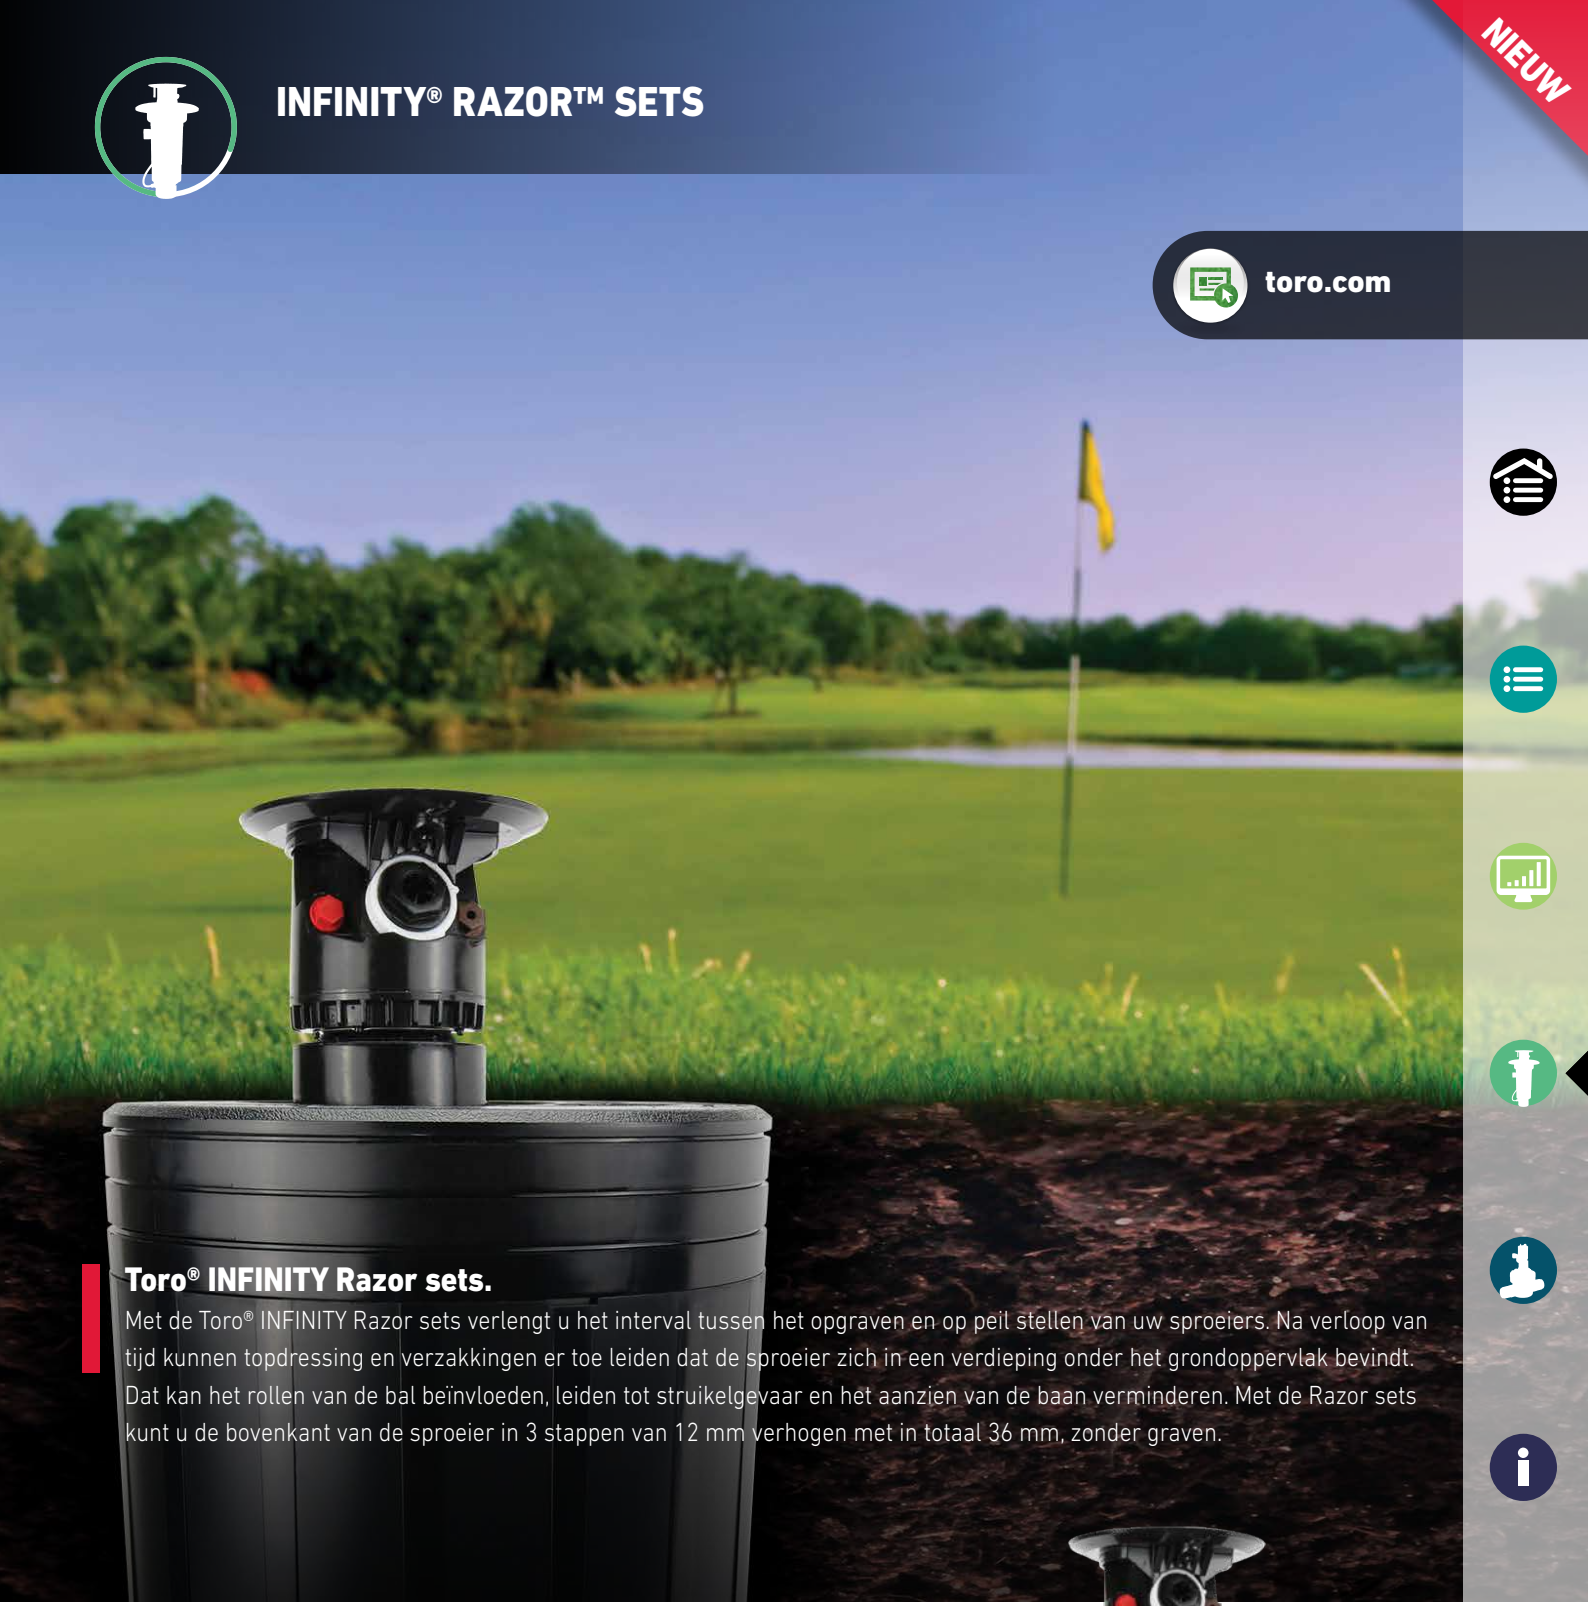 NIEUW
INFINITY® RAZOR™ SETS
toro.com
Toro® INFINITY Razor sets.
Met de Toro® INFINITY Razor sets verlengt u het interval tussen het opgraven en op peil stellen van uw sproeiers. Na verloop van
tijd kunnen topdressing en verzakkingen er toe leiden dat de sproeier zich in een verdieping onder het grondoppervlak bevindt.
Dat kan het rollen van de bal beïnvloeden, leiden tot struikelgevaar en het aanzien van de baan verminderen. Met de Razor sets
kunt u de bovenkant van de sproeier in 3 stappen van 12 mm verhogen met in totaal 36 mm, zonder graven.